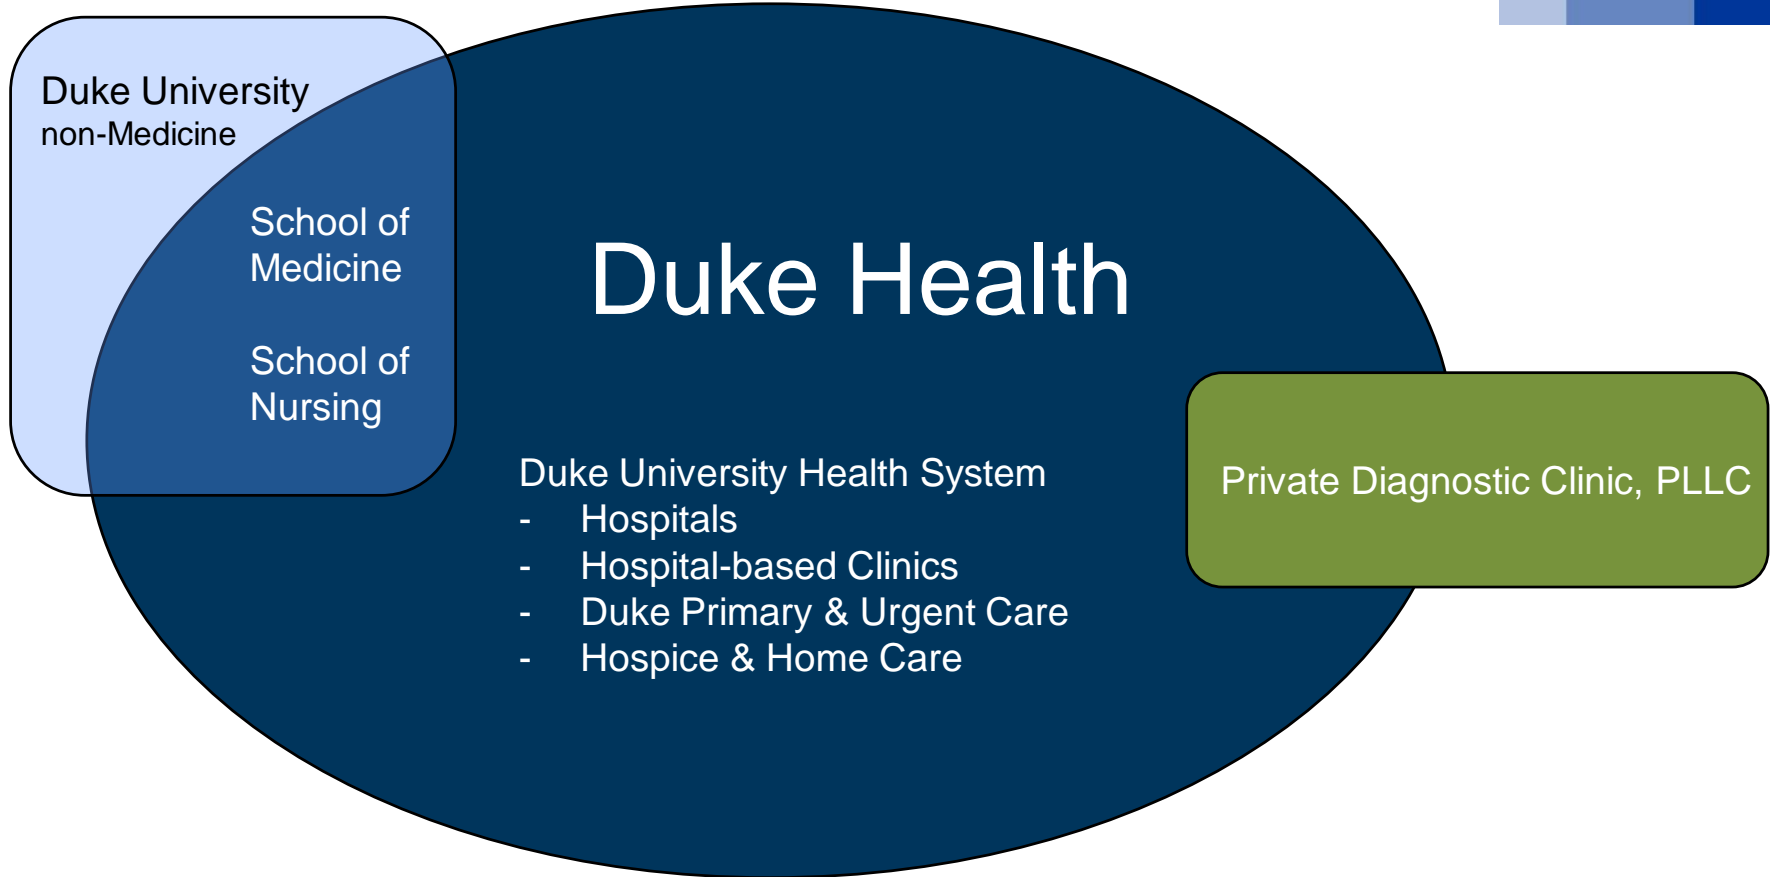 Duke University
non-Medicine
School of
Medicine
School of
Nursing
Duke Health
Duke University Health System
- Hospitals
- Hospital-based Clinics
- Duke Primary & Urgent Care
- Hospice & Home Care
Private Diagnostic Clinic, PLLC